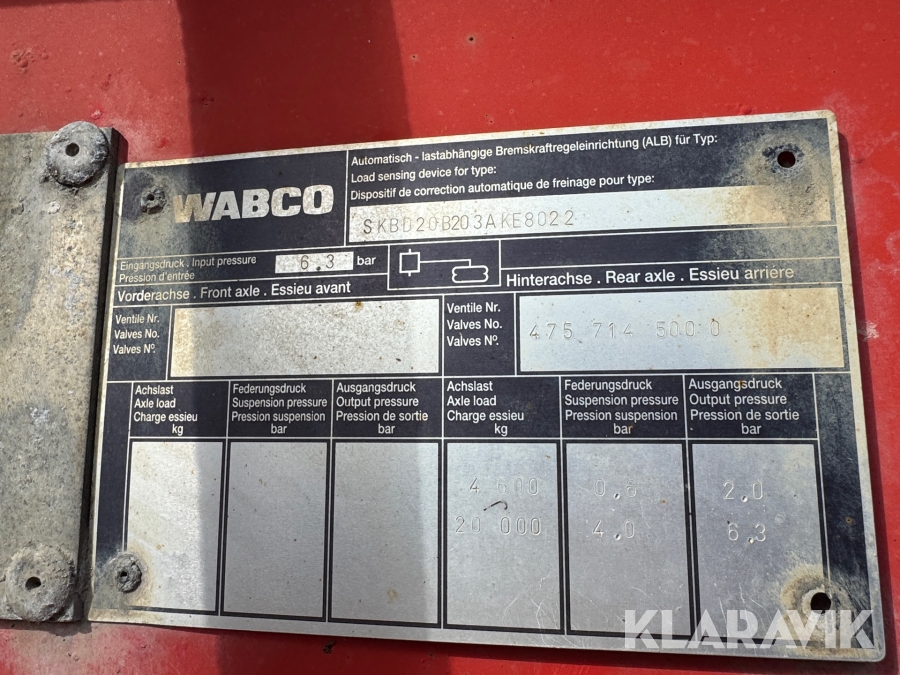 WABCO
Automatisch - lastabhängige Bremskraftregeleinrichtung (ALB) für Typ:
Load sensing device for type:
Dispositif de correction automatique de freinage pour type:
SKBD20B203AKE8022
Eingangsdruck . Input pressure 6.3 bar
Pression d'entrée
Vorderachse . Front axle . Essieu avant
Hinterachse . Rear axle . Essieu arriére
Ventile Nr.
Valves No.
Valves Nº.
Ventile Nr.
Valves No.
Valves Nº.
475 714 500 0
Achslast
Axle load
Charge essieu
kg
Federungsdruck
Suspension pressure
Pression suspension
bar
Ausgangsdruck
Output pressure
Pression de sortie
bar
Achslast
Axle load
Charge essieu
kg
Federungsdruck
Suspension pressure
Pression suspension
bar
Ausgangsdruck
Output pressure
Pression de sortie
bar
0.6 2.0
20 000 4.0 6.3
KLARAVIK